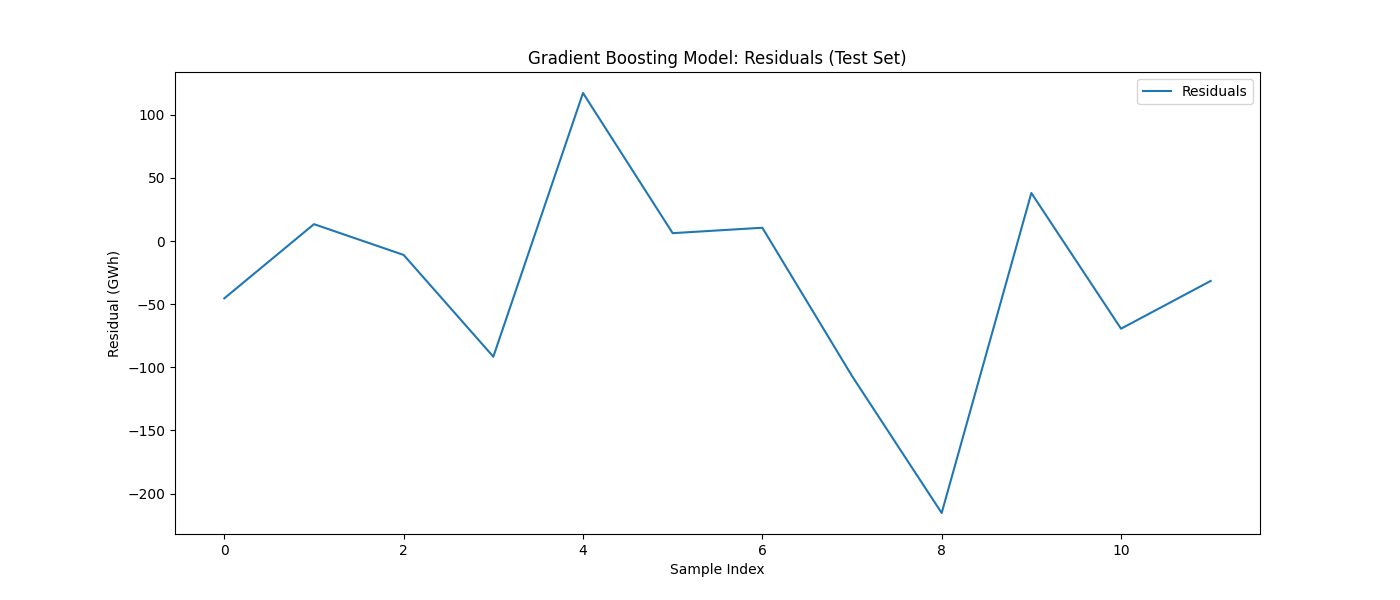 Gradient Boosting Model: Residuals (Test Set)
Residuals
100
50
0
−50
−100
−150
−200
Residual (GWh)
0 2 4 6 8 10
Sample Index